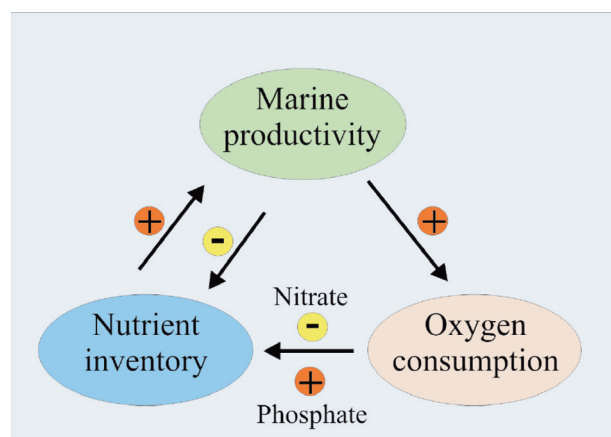 Marine
productivity
+
-
+
Nitrate
-
Nutrient
inventory
Oxygen
consumption
+
Phosphate